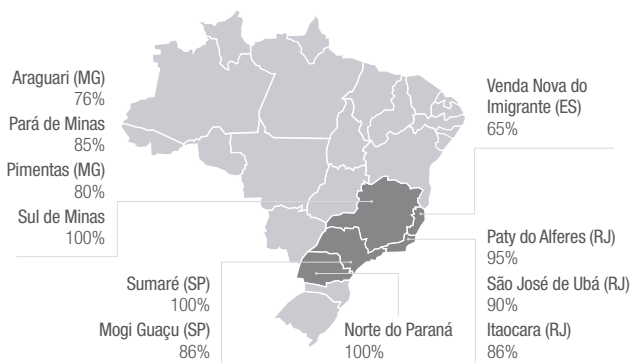 Araguari (MG)
76%
Pará de Minas
85%
Pimentas (MG)
80%
Sul de Minas
100%
Sumaré (SP)
100%
Mogi Guaçu (SP)
86%
Norte do Paraná
100%
Venda Nova do
Imigrante (ES)
65%
Paty do Alferes (RJ)
95%
São José de Ubá (RJ)
90%
Itaocara (RJ)
86%